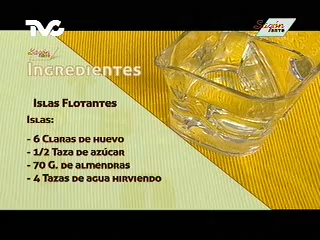 TVC
Sazón
Ingredientes
Islas Flotantes
Islas:
- 6 Claras de huevo
- 1/2 Taza de azúcar
- 70 G. de almendras
- 4 Tazas de agua hirviendo